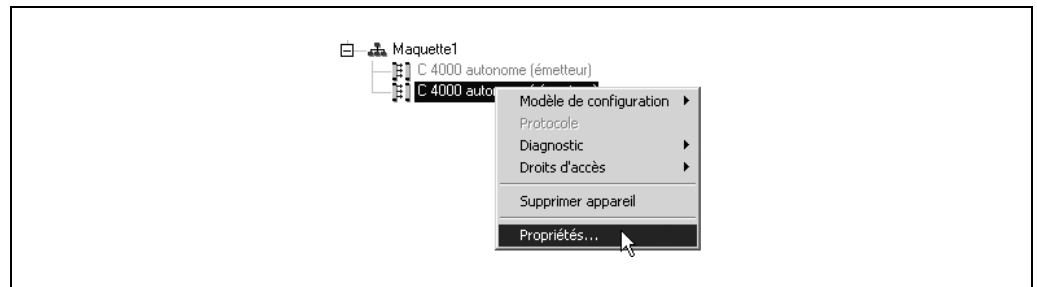 Maquette1
C 4000 autonome (émetteur)
C 4000 auto
Modèle de configuration
Protocole
Diagnostic
Droits d'accès
Supprimer appareil
Propriétés...